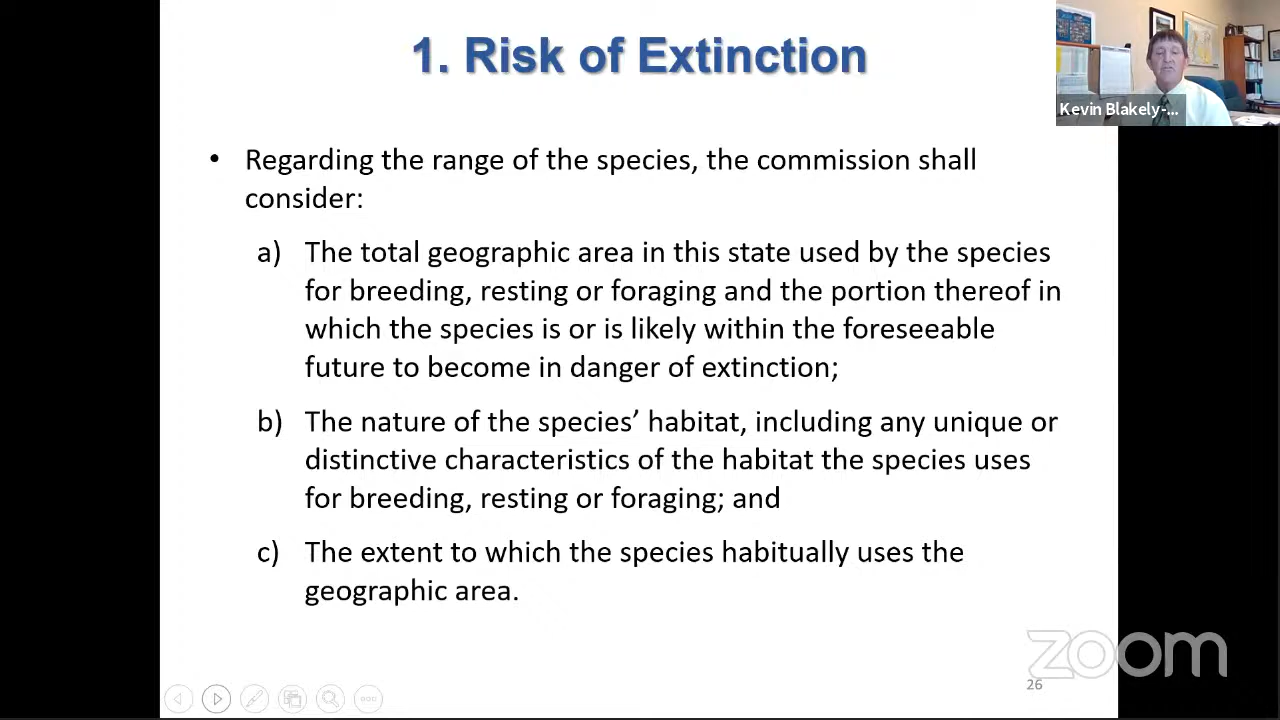 1. Risk of Extinction
Kevin Blakely-...
• Regarding the range of the species, the commission shall
consider:
a) The total geographic area in this state used by the species
for breeding, resting or foraging and the portion thereof in
which the species is or is likely within the foreseeable
future to become in danger of extinction;
b) The nature of the species’ habitat, including any unique or
distinctive characteristics of the habitat the species uses
for breeding, resting or foraging; and
c) The extent to which the species habitually uses the
geographic area.
zoom
26